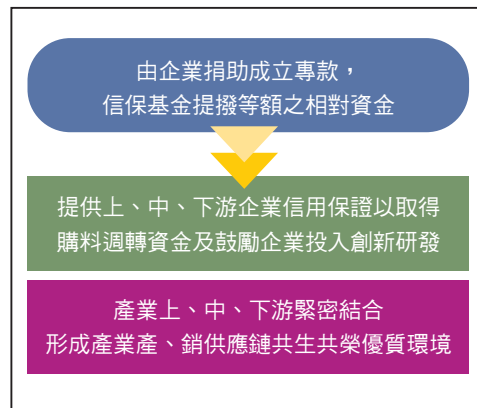 由企業捐助成立專款，
信保基金提撥等額之相對資金
提供上、中、下游企業信用保證以取得
購料週轉資金及鼓勵企業投入創新研發
產業上、中、下游緊密結合
形成產業產、銷供應鏈共生共榮優質環境